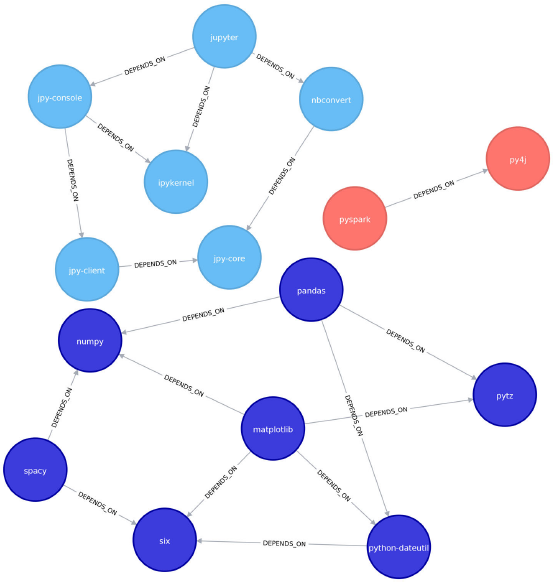 jupyter
DEPENDS_ON
DEPENDS_ON
jpy-console
nbconvert
DEPENDS_ON
DEPENDS_ON
py4j
DEPENDS_ON
DEPENDS_ON
ipykernel
DEPENDS_ON
pyspark
jpy-core
DEPENDS_ON
jpy-client
pandas
DEPENDS_ON
numpy
DEPENDS_ON
DEPENDS_ON
pytz
DEPENDS_ON
DEPENDS_ON
DEPENDS_ON
matplotlib
spacy
DEPENDS_ON
DEPENDS_ON
DEPENDS_ON
six
DEPENDS_ON
python-dateutil